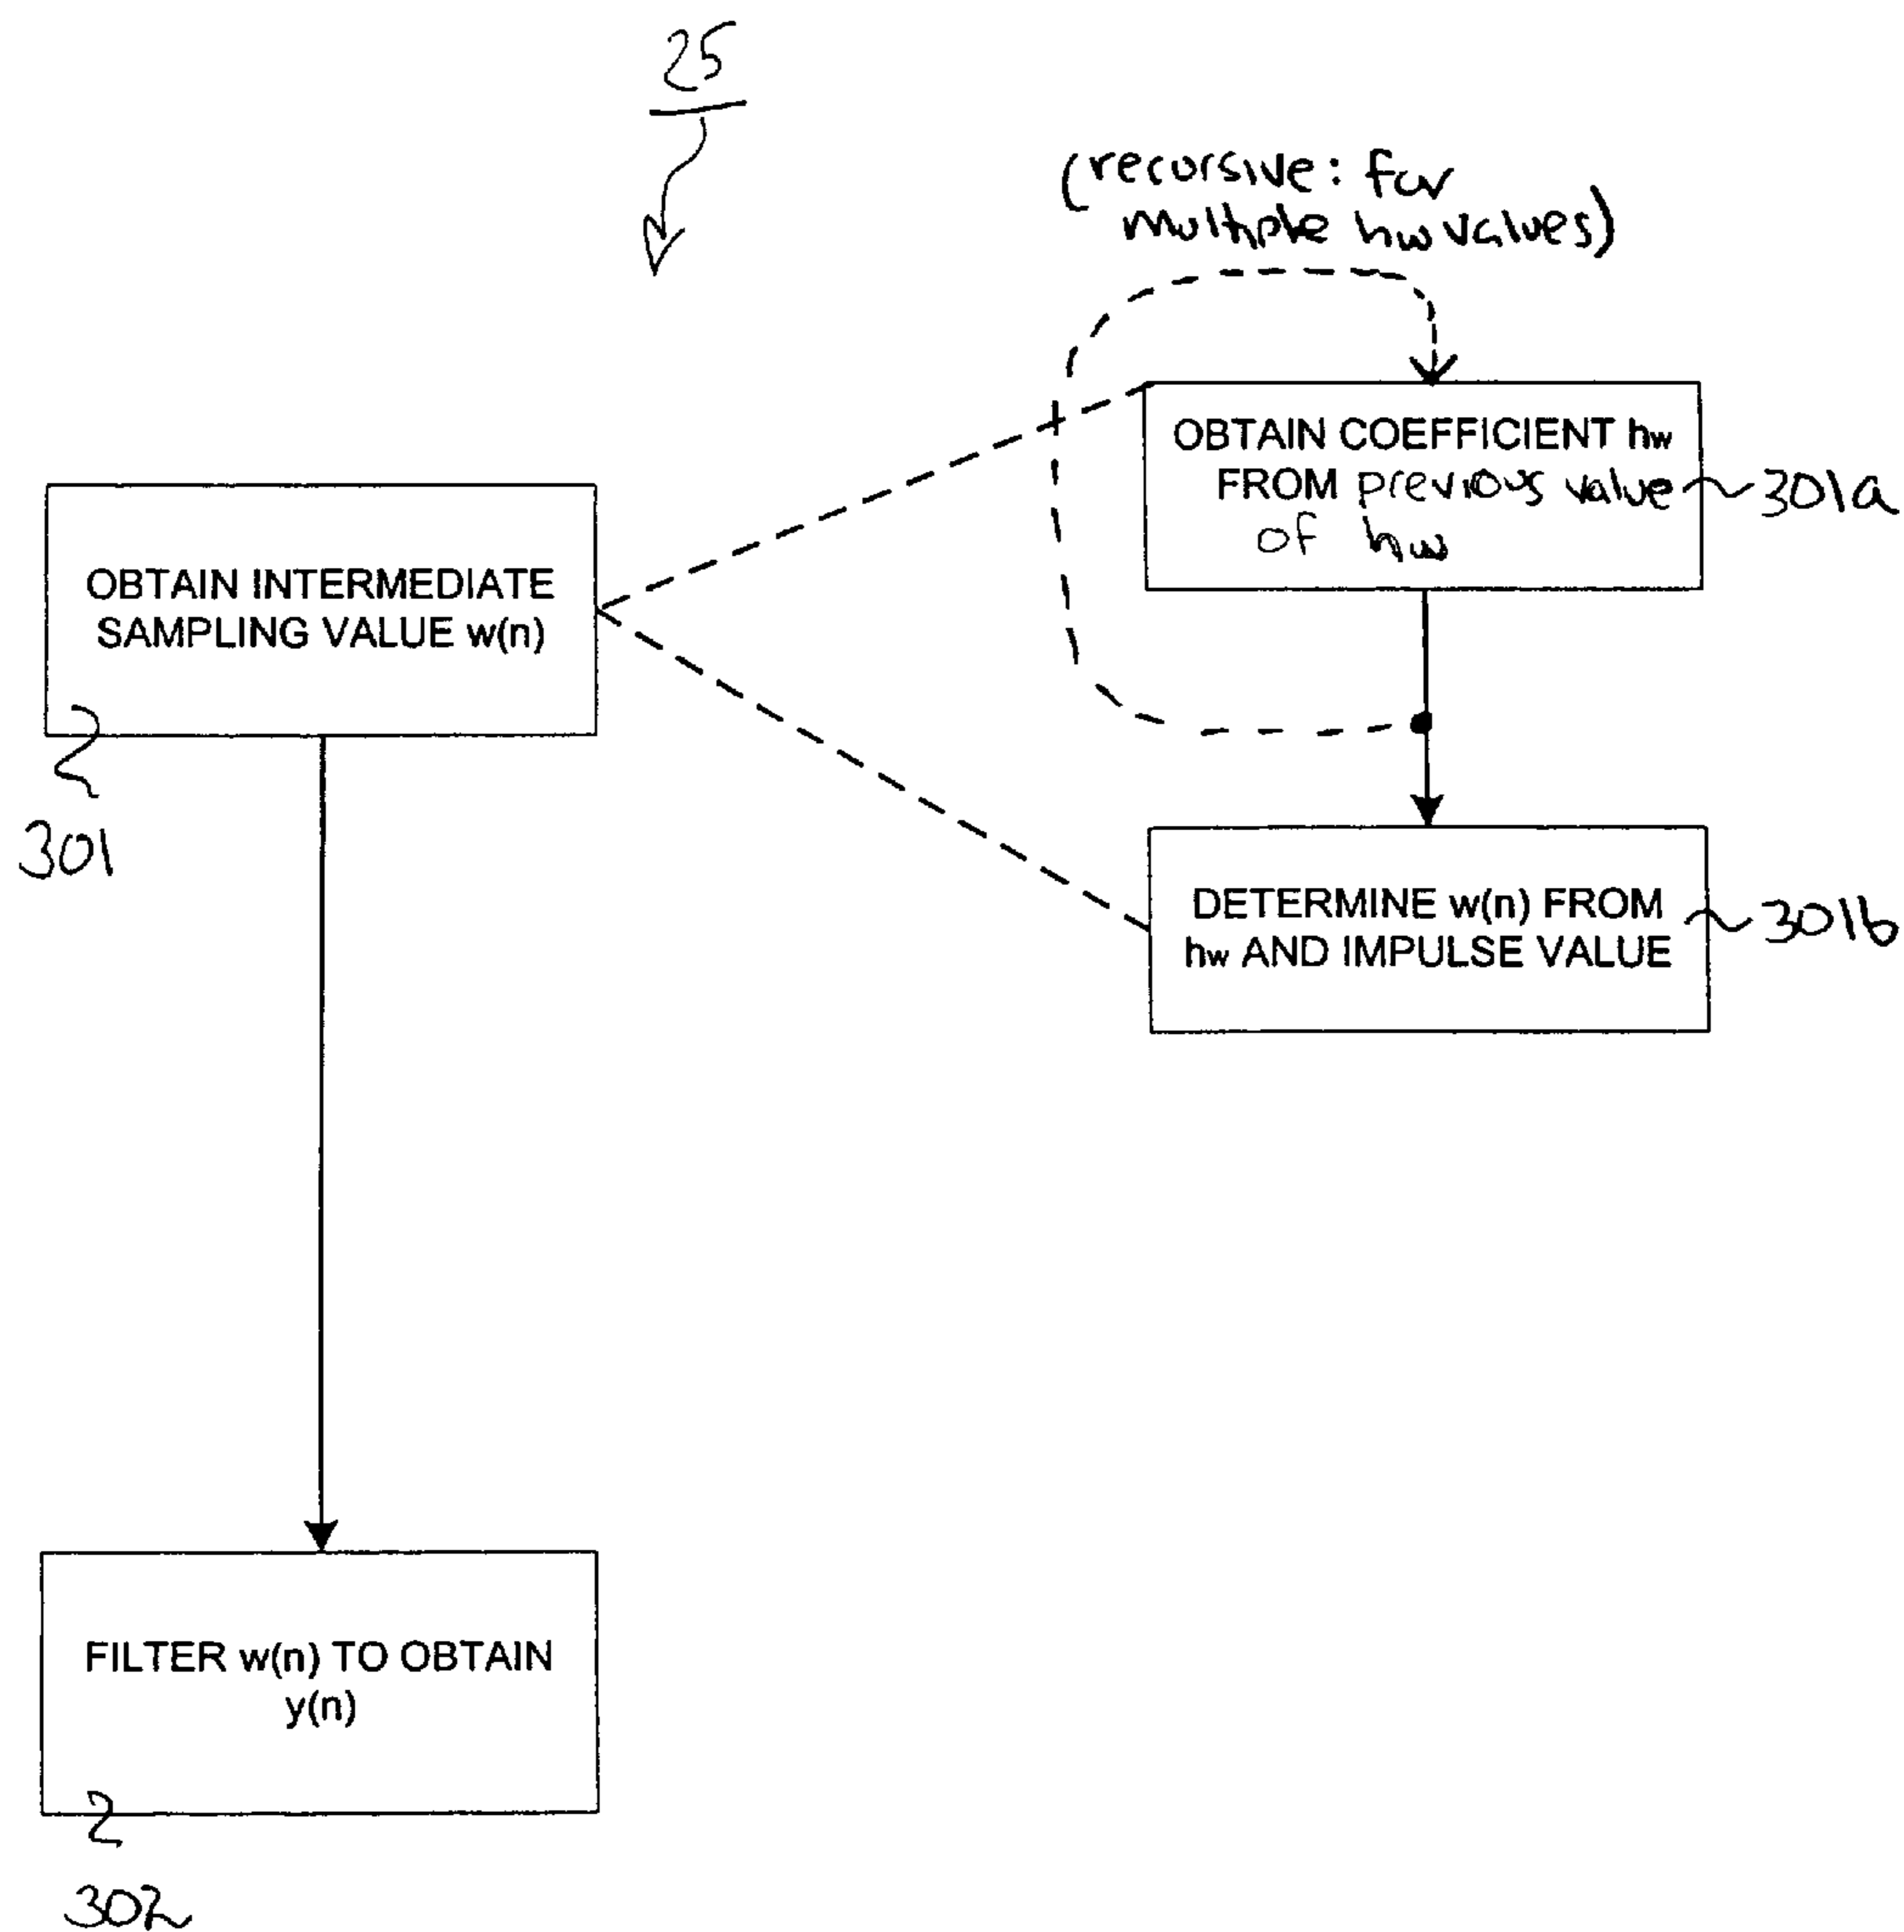 25
(recursive: for
multiple hw values)
OBTAIN COEFFICIENT hw
FROM previous value
of hw
301a
OBTAIN INTERMEDIATE
SAMPLING VALUE w(n)
301
DETERMINE w(n) FROM
hw AND IMPULSE VALUE
301b
FILTER w(n) TO OBTAIN
y(n)
302